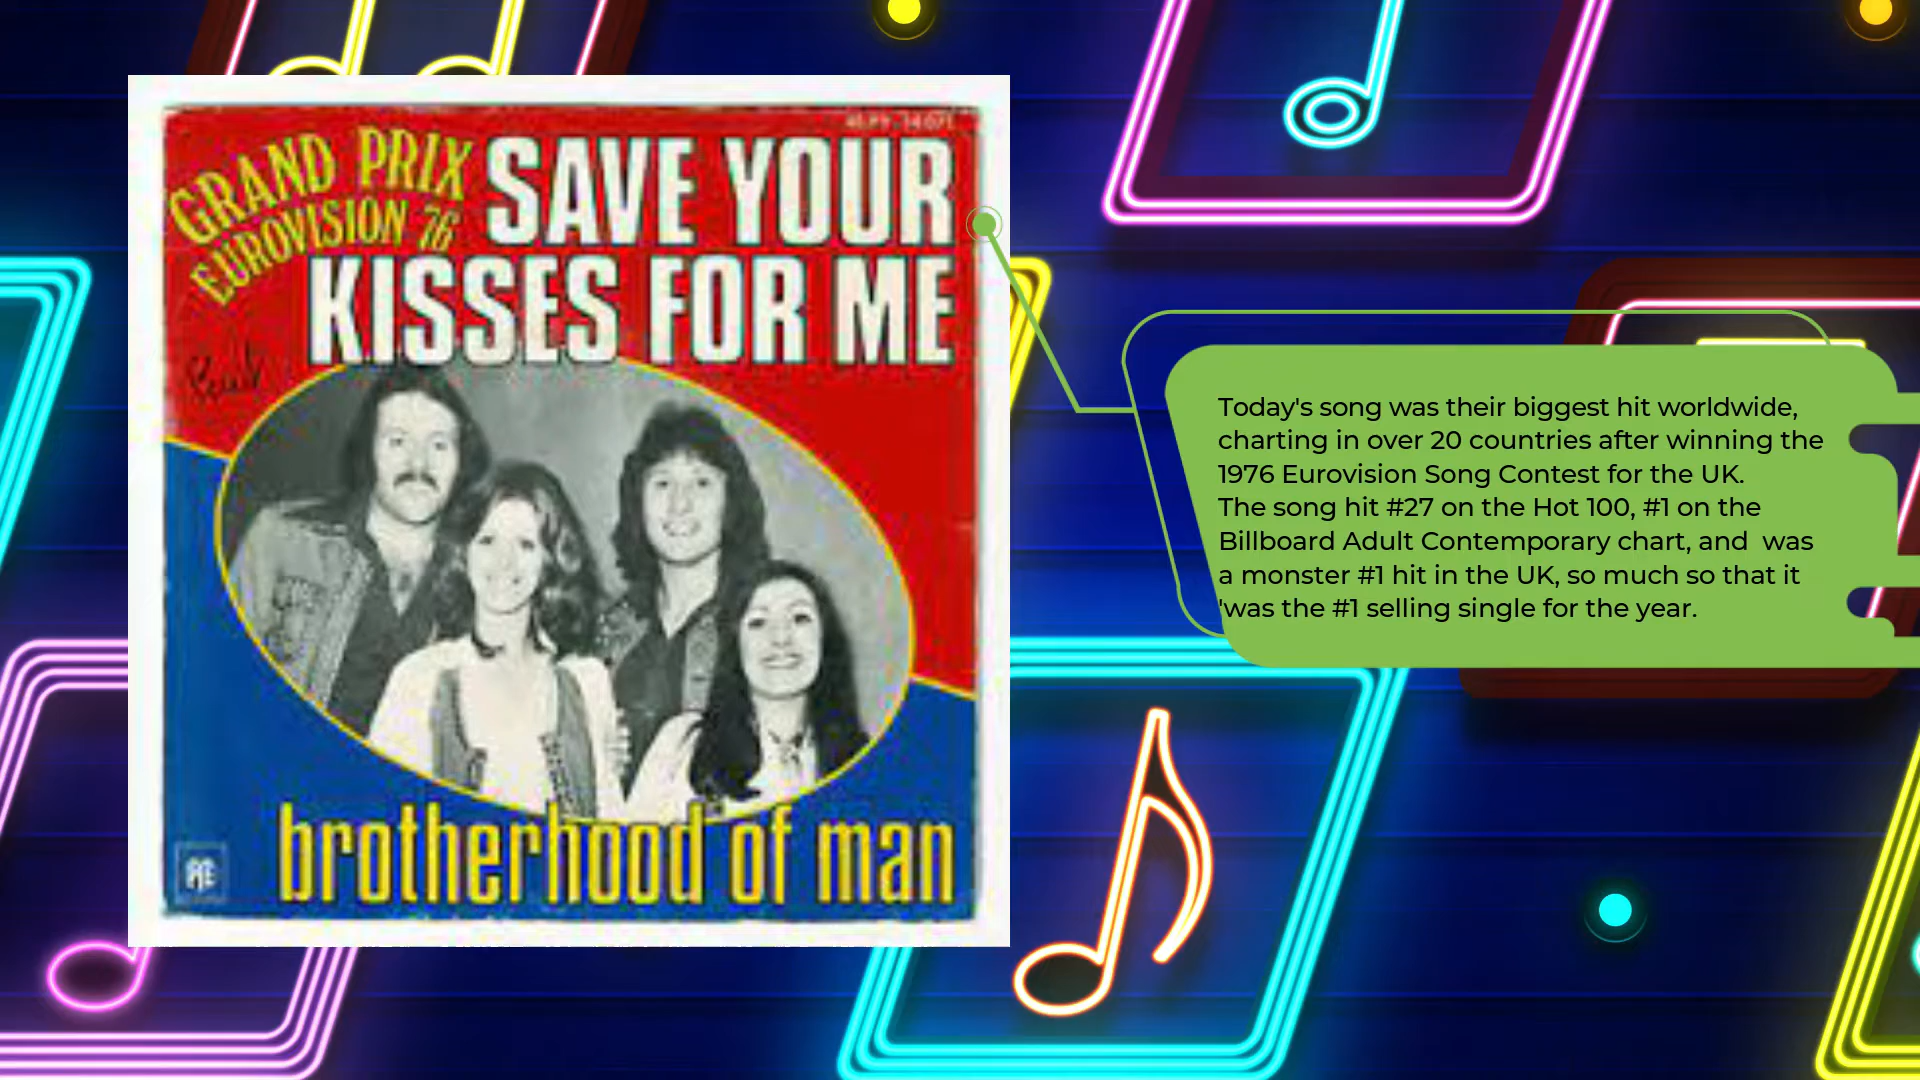 GRAND PRIX
EUROVISION 76
SAVE YOUR
KISSES FOR ME
brotherhood of man
Today's song was their biggest hit worldwide,
charting in over 20 countries after winning the
1976 Eurovision Song Contest for the UK.
The song hit #27 on the Hot 100, #1 on the
Billboard Adult Contemporary chart, and  was
a monster #1 hit in the UK, so much so that it
'was the #1 selling single for the year.